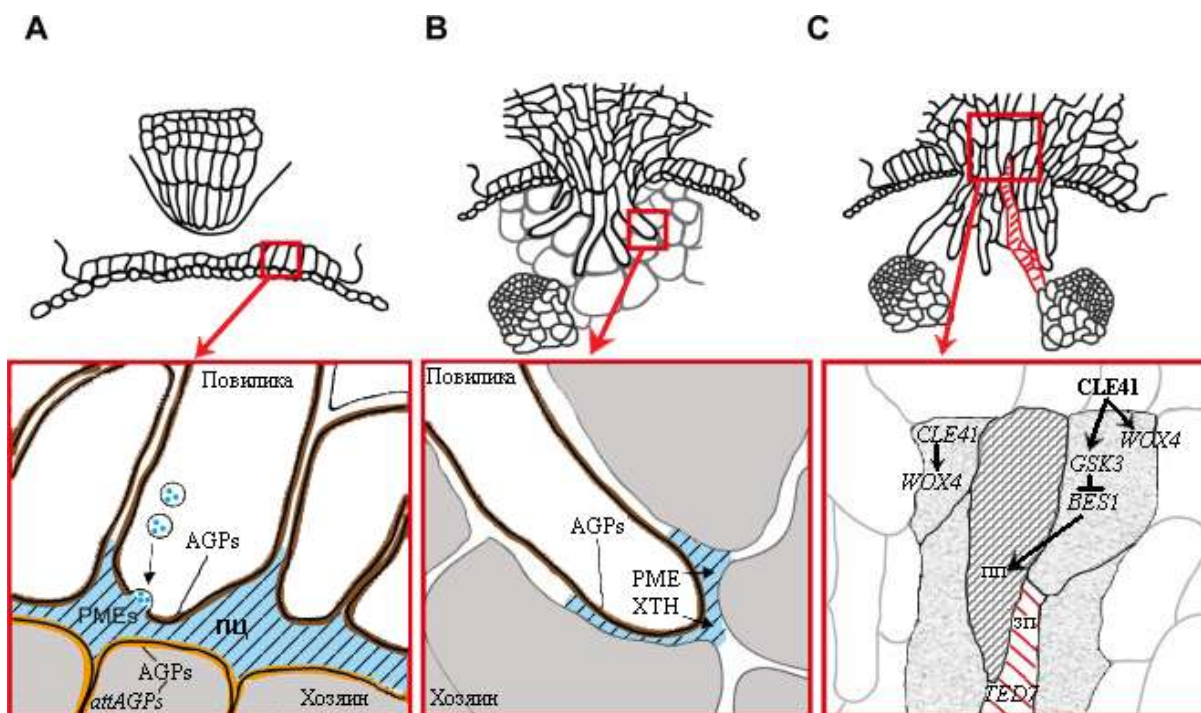 A
B
C
Повилика
AGPs
PMEs
пц
AGPs
attAGPs
Хозяин
Повилика
AGPs
PME
XTH
Хозяин
CLE41
CLE41
WOX4
WOX4
GSK3
BES1
пп
зп
TED7